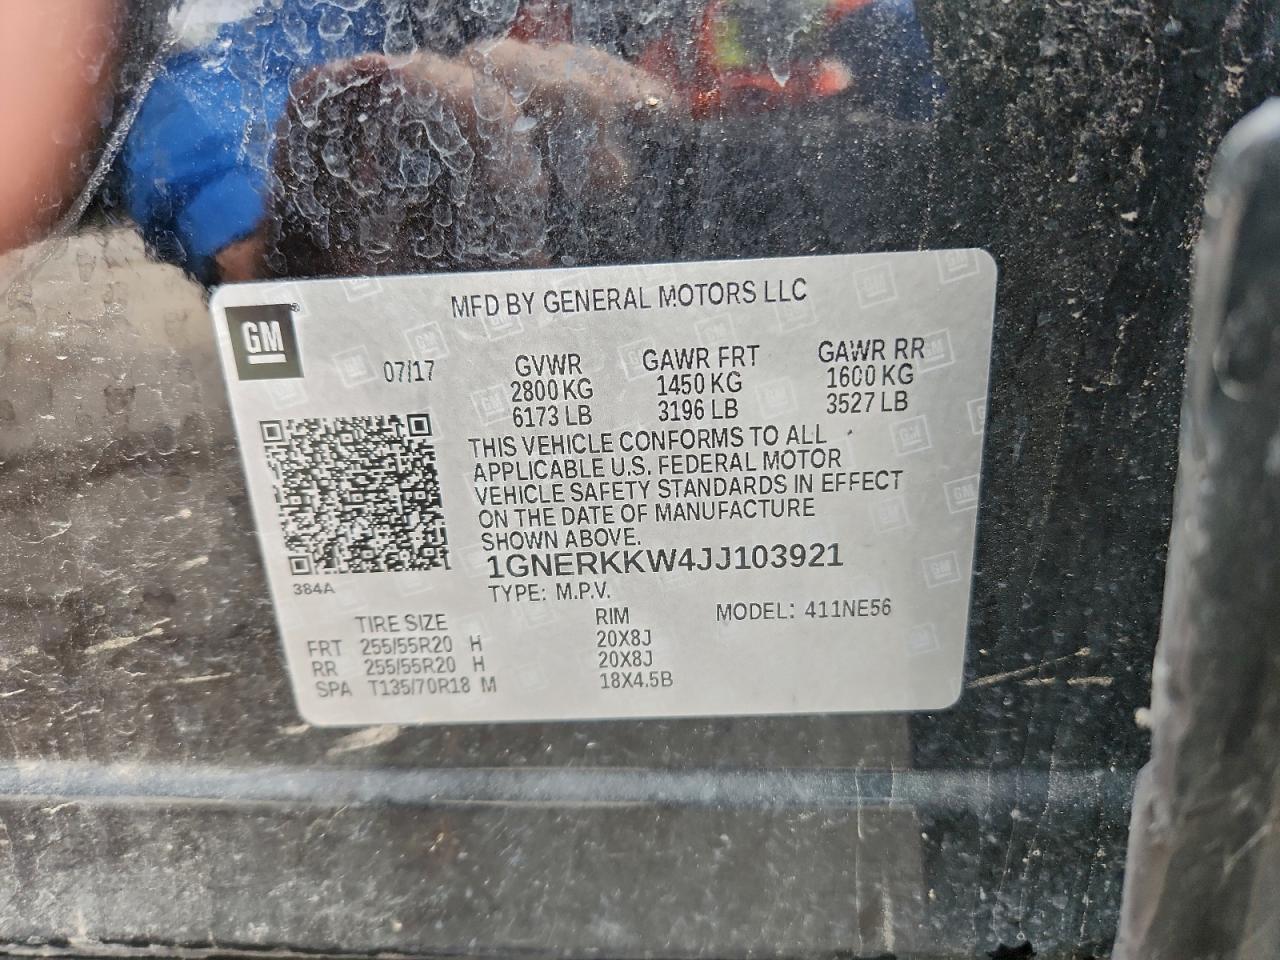 MFD BY GENERAL MOTORS LLC
GM
07/17 GVWR GAWR FRT GAWR RR
2800 KG 1450 KG 1600 KG
6173 LB 3196 LB 3527 LB
THIS VEHICLE CONFORMS TO ALL
APPLICABLE U.S. FEDERAL MOTOR
VEHICLE SAFETY STANDARDS IN EFFECT
ON THE DATE OF MANUFACTURE
SHOWN ABOVE.
1GNERKKW4JJ103921
384A
TYPE: M.P.V.
TIRE SIZE RIM MODEL: 411NE56
FRT 255/55R20 H 20X8J
RR 255/55R20 H 20X8J
SPA T135/70R18 M 18X4.5B